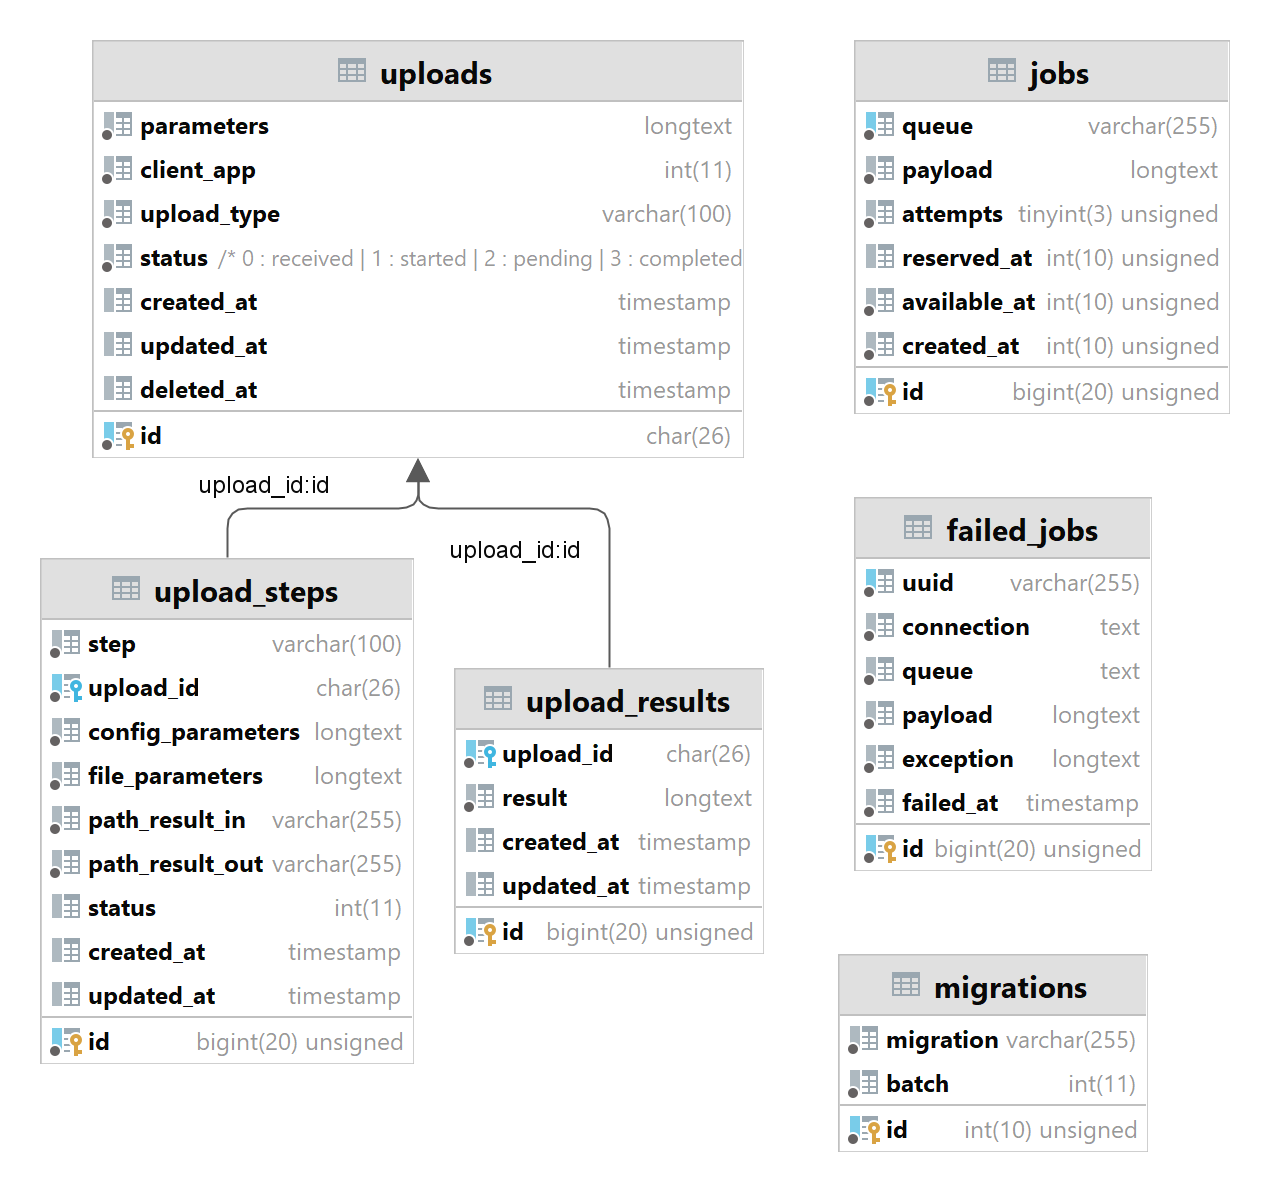 uploads
parameters longtext
client_app int(11)
upload_type varchar(100)
status /* 0 : received | 1 : started | 2 : pending | 3 : completed
created_at timestamp
updated_at timestamp
deleted_at timestamp
id char(26)
upload_id:id
upload_id:id
upload_steps
step varchar(100)
upload_id char(26)
config_parameters longtext
file_parameters longtext
path_result_in varchar(255)
path_result_out varchar(255)
status int(11)
created_at timestamp
updated_at timestamp
id bigint(20) unsigned
upload_results
upload_id char(26)
result longtext
created_at timestamp
updated_at timestamp
id bigint(20) unsigned
jobs
queue varchar(255)
payload longtext
attempts tinyint(3) unsigned
reserved_at int(10) unsigned
available_at int(10) unsigned
created_at int(10) unsigned
id bigint(20) unsigned
failed_jobs
uuid varchar(255)
connection text
queue text
payload longtext
exception longtext
failed_at timestamp
id bigint(20) unsigned
migrations
migration varchar(255)
batch int(11)
id int(10) unsigned